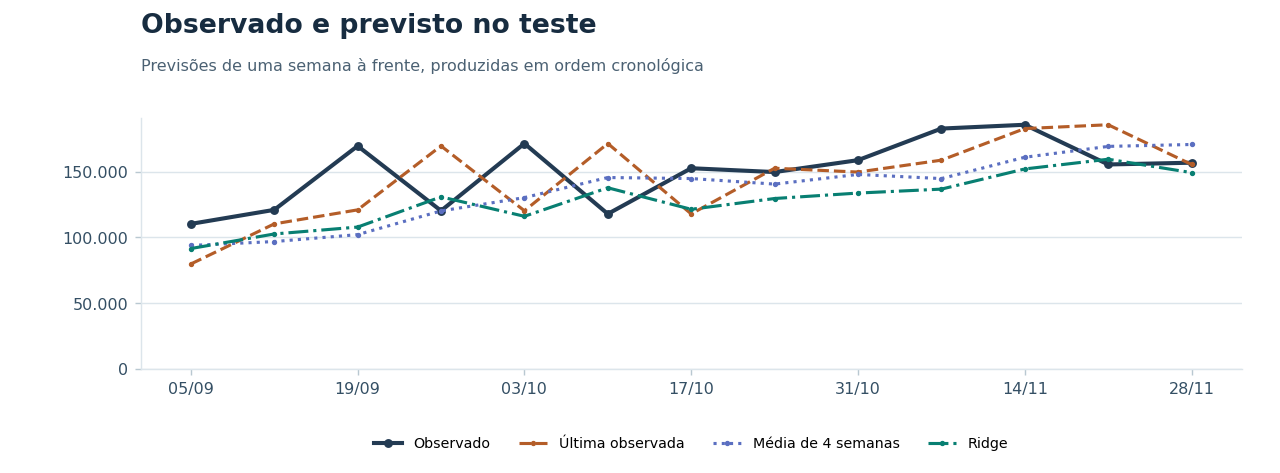 Observado e previsto no teste
Previsões de uma semana à frente, produzidas em ordem cronológica
150.000
100.000
50.000
0
05/09 19/09 03/10 17/10 31/10 14/11 28/11
Observado Última observada Média de 4 semanas Ridge